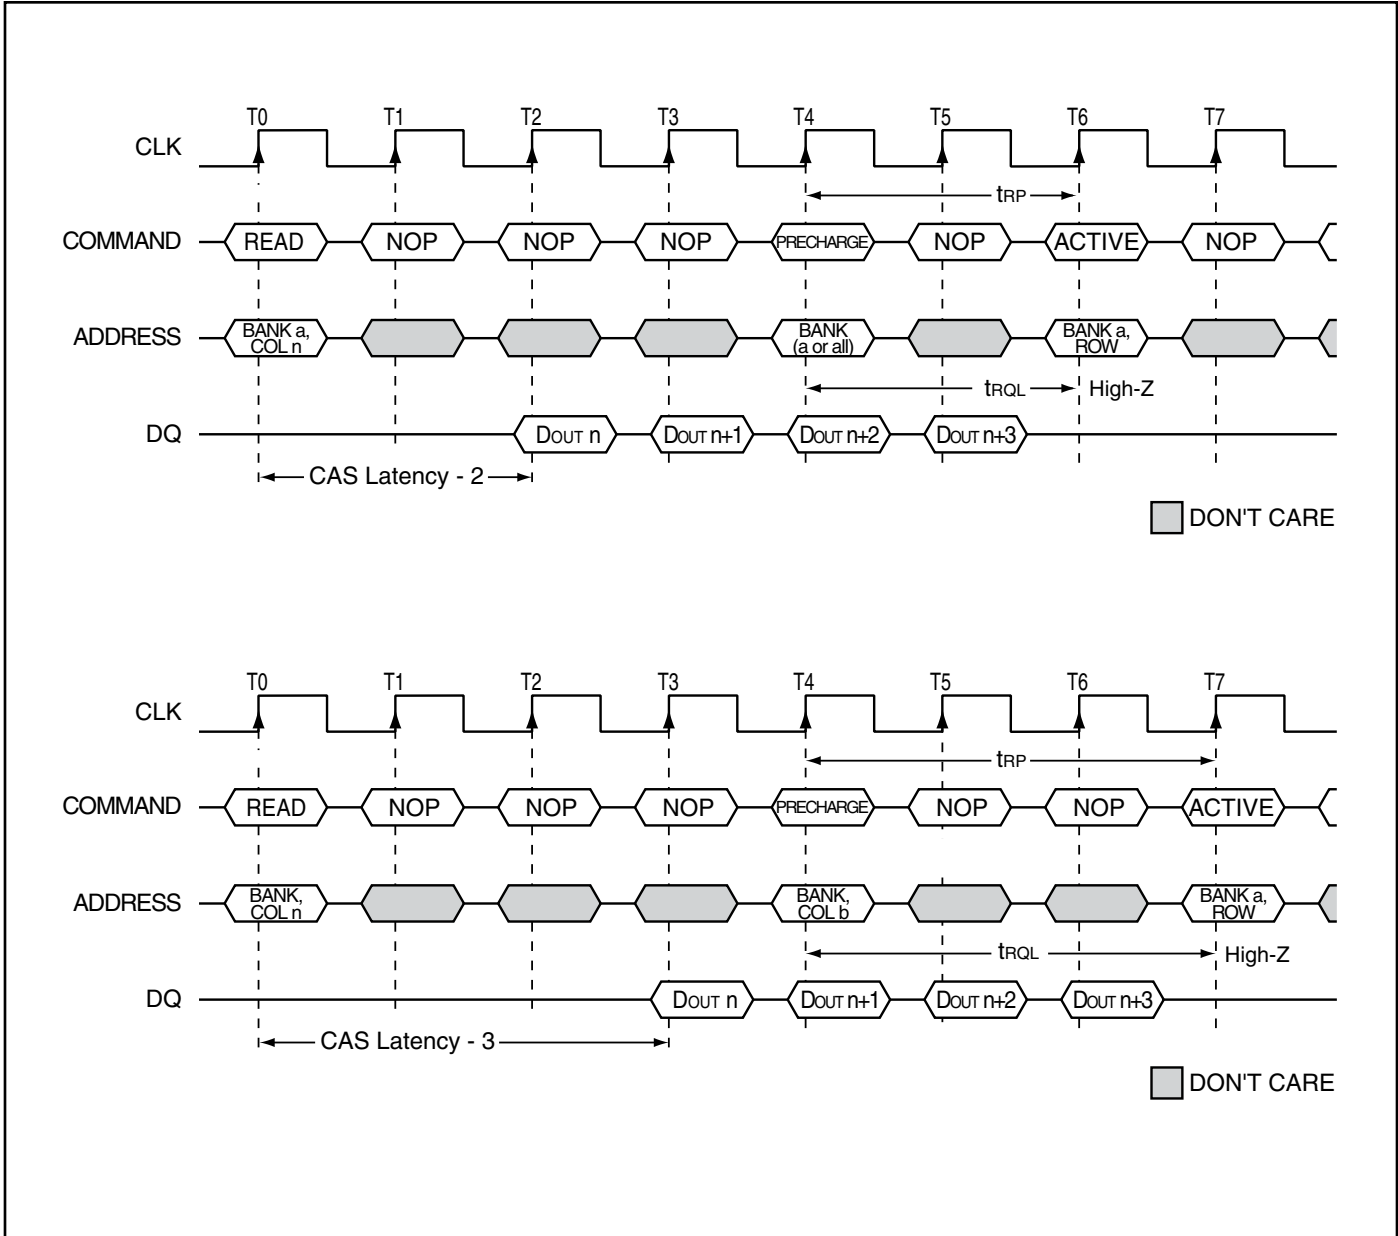 T0 T1 T2 T3 T4 T5 T6 T7
CLK
tRP
COMMAND READ NOP NOP NOP PRECHARGE NOP ACTIVE NOP
ADDRESS BANK a, COL n BANK (a or all) BANK a, ROW
tRQL High-Z
DQ DOUT n DOUT n+1 DOUT n+2 DOUT n+3
CAS Latency - 2
DON'T CARE
T0 T1 T2 T3 T4 T5 T6 T7
CLK
tRP
COMMAND READ NOP NOP NOP PRECHARGE NOP NOP ACTIVE
ADDRESS BANK, COL n BANK, COL b BANK a, ROW
tRQL High-Z
DQ DOUT n DOUT n+1 DOUT n+2 DOUT n+3
CAS Latency - 3
DON'T CARE